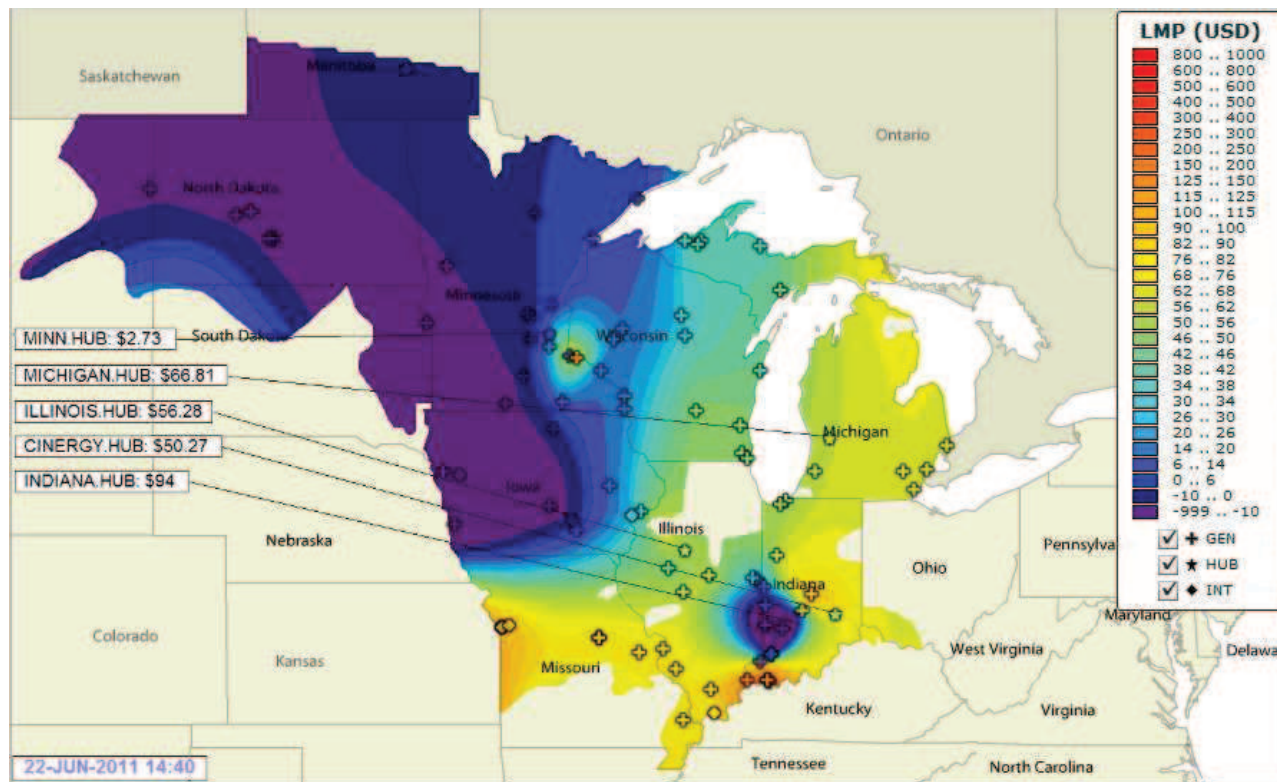 LMP (USD)
800 .. 1000
600 .. 800
500 .. 600
400 .. 500
300 .. 400
250 .. 300
200 .. 250
150 .. 200
125 .. 150
115 .. 125
100 .. 115
90 .. 100
82 .. 90
76 .. 82
68 .. 76
62 .. 68
56 .. 62
50 .. 56
46 .. 50
42 .. 46
38 .. 42
34 .. 38
30 .. 34
26 .. 30
20 .. 26
14 .. 20
6 .. 14
0 .. 6
-10 .. 0
-999 .. -10
GEN
HUB
INT
Saskatchewan
Manitoba
Ontario
North Dakota
Minnesota
South Dakota
Wisconsin
MINN.HUB: $2.73
MICHIGAN.HUB: $66.81
ILLINOIS.HUB: $56.28
CINERGY.HUB: $50.27
INDIANA.HUB: $94
Michigan
Iowa
Illinois
Nebraska
Indiana
Ohio
Pennsylva
Maryland
Colorado
Kansas
Missouri
West Virginia
Delawa
Kentucky
Virginia
Tennessee
North Carolina
22-JUN-2011 14:40